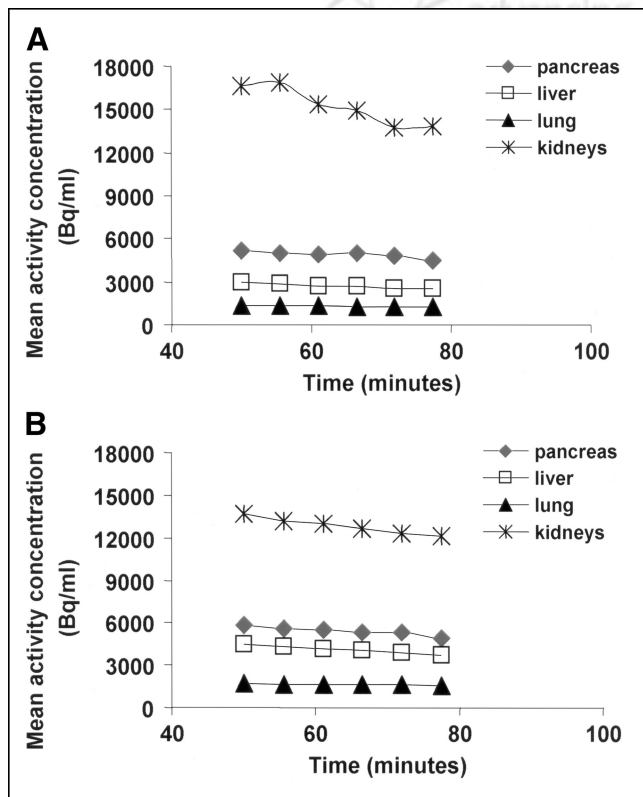 A
Mean activity concentration
(Bq/ml)
18000
15000
12000
9000
6000
3000
0
40
60
80
100
Time (minutes)
pancreas
liver
lung
kidneys
B
Mean activity concentration
(Bq/ml)
18000
15000
12000
9000
6000
3000
0
40
60
80
100
Time (minutes)
pancreas
liver
lung
kidneys